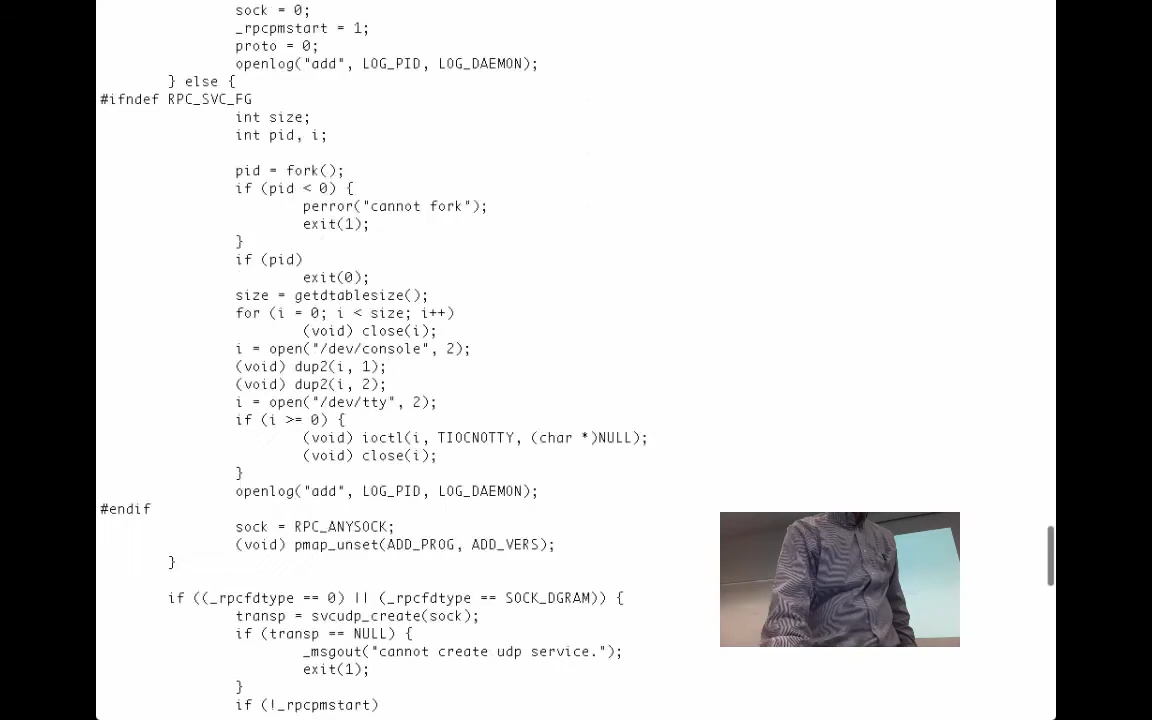 sock = 0;
_rpcpmstart = 1;
proto = 0;
openlog("add", LOG_PID, LOG_DAEMON);
} else {
#ifndef RPC_SVC_FG
int size;
int pid, i;
pid = fork();
if (pid < 0) {
perror("cannot fork");
exit(1);
}
if (pid)
exit(0);
size = getdtablesize();
for (i = 0; i < size; i++)
(void) close(i);
i = open("/dev/console", 2);
(void) dup2(i, 1);
(void) dup2(i, 2);
i = open("/dev/tty", 2);
if (i >= 0) {
(void) ioctl(i, TIOCNOTTY, (char *)NULL);
(void) close(i);
}
openlog("add", LOG_PID, LOG_DAEMON);
#endif
sock = RPC_ANYSOCK;
(void) pmap_unset(ADD_PROG, ADD_VERS);
}
if ((_rpcfdtype == 0) || (_rpcfdtype == SOCK_DGRAM)) {
transp = svcudp_create(sock);
if (transp == NULL) {
_msgout("cannot create udp service.");
exit(1);
}
if (!_rpcpmstart)